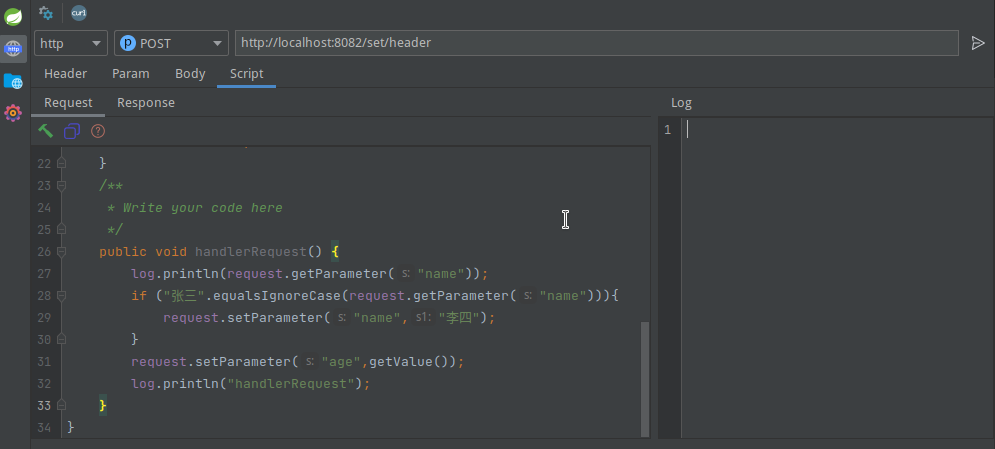 curl
http
http
P POST
http://localhost:8082/set/header
Header Param Body Script
Request Response
Log
?
1
22 }
23 /**
24 * Write your code here
25 */
26 public void handlerRequest() {
27 log.println(request.getParameter( s: "name"));
28 if ("张三".equalsIgnoreCase(request.getParameter( s: "name"))){
29 request.setParameter( s: "name", s1: "李四");
30 }
31 request.setParameter( s: "age",getValue());
32 log.println("handlerRequest");
33 }
34 }